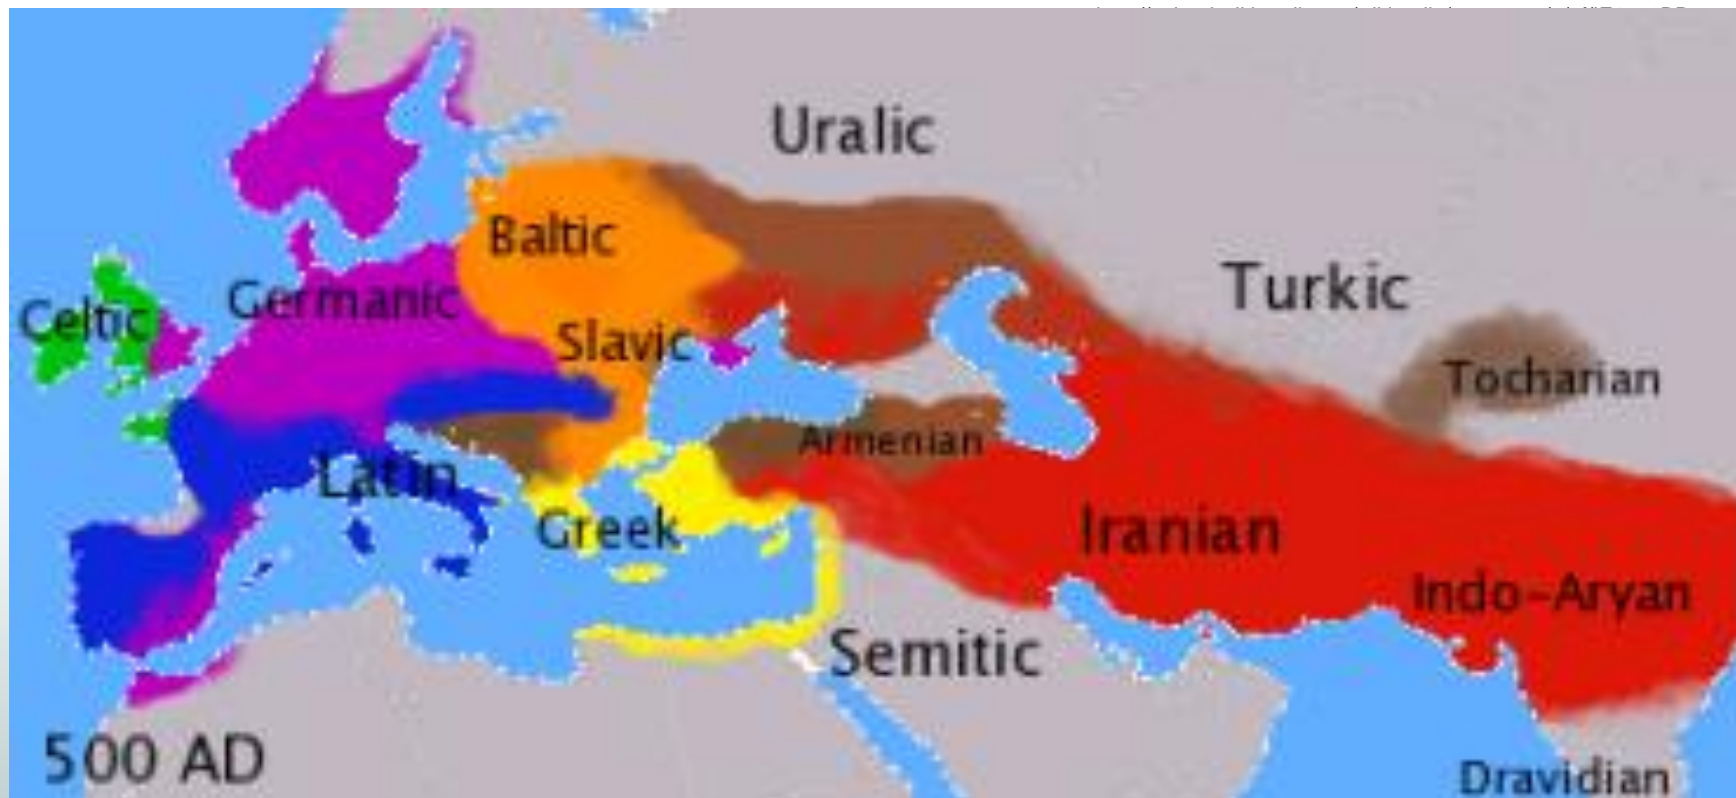 Uralic
Baltic
Turkic
Celtic
Germanic
Slavic
Tocharian
Armenian
Latin
Greek
Iranian
Indo-Aryan
Semitic
500 AD
Dravidian